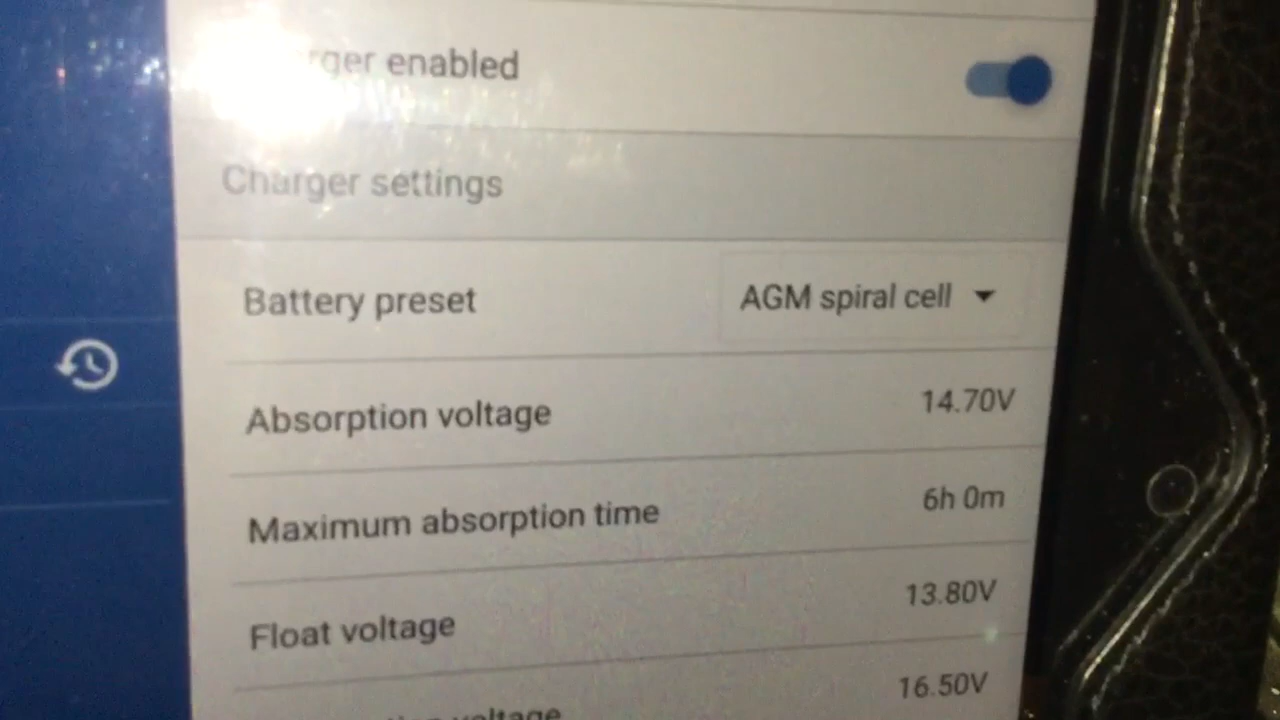 enabled
Charger settings
Battery preset AGM spiral cell
Absorption voltage 14.70V
Maximum absorption time 6h 0m
Float voltage 13.80V
voltage 16.50V